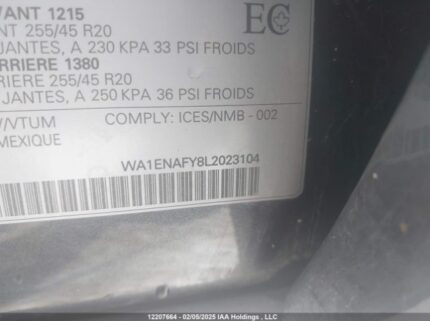 VANT 1215
NT 255/45 R20
JANTES, A 230 KPA 33 PSI FROIDS
RRIERE 1380
RIERE 255/45 R20
JANTES, A 250 KPA 36 PSI FROIDS
EC
V/VTUM
COMPLY: ICES/NMB - 002
MEXIQUE
WA1ENAFY8L2023104
12207664 - 02/05/2025 IAA Holdings , LLC